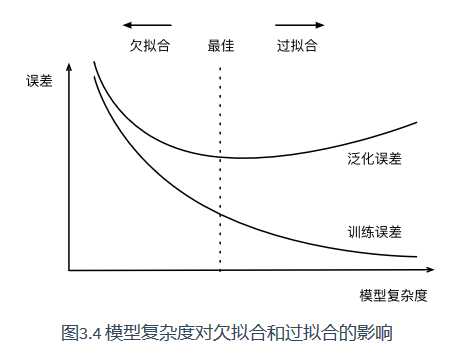 欠拟合 最佳 过拟合
误差
泛化误差
训练误差
模型复杂度
图3.4 模型复杂度对欠拟合和过拟合的影响